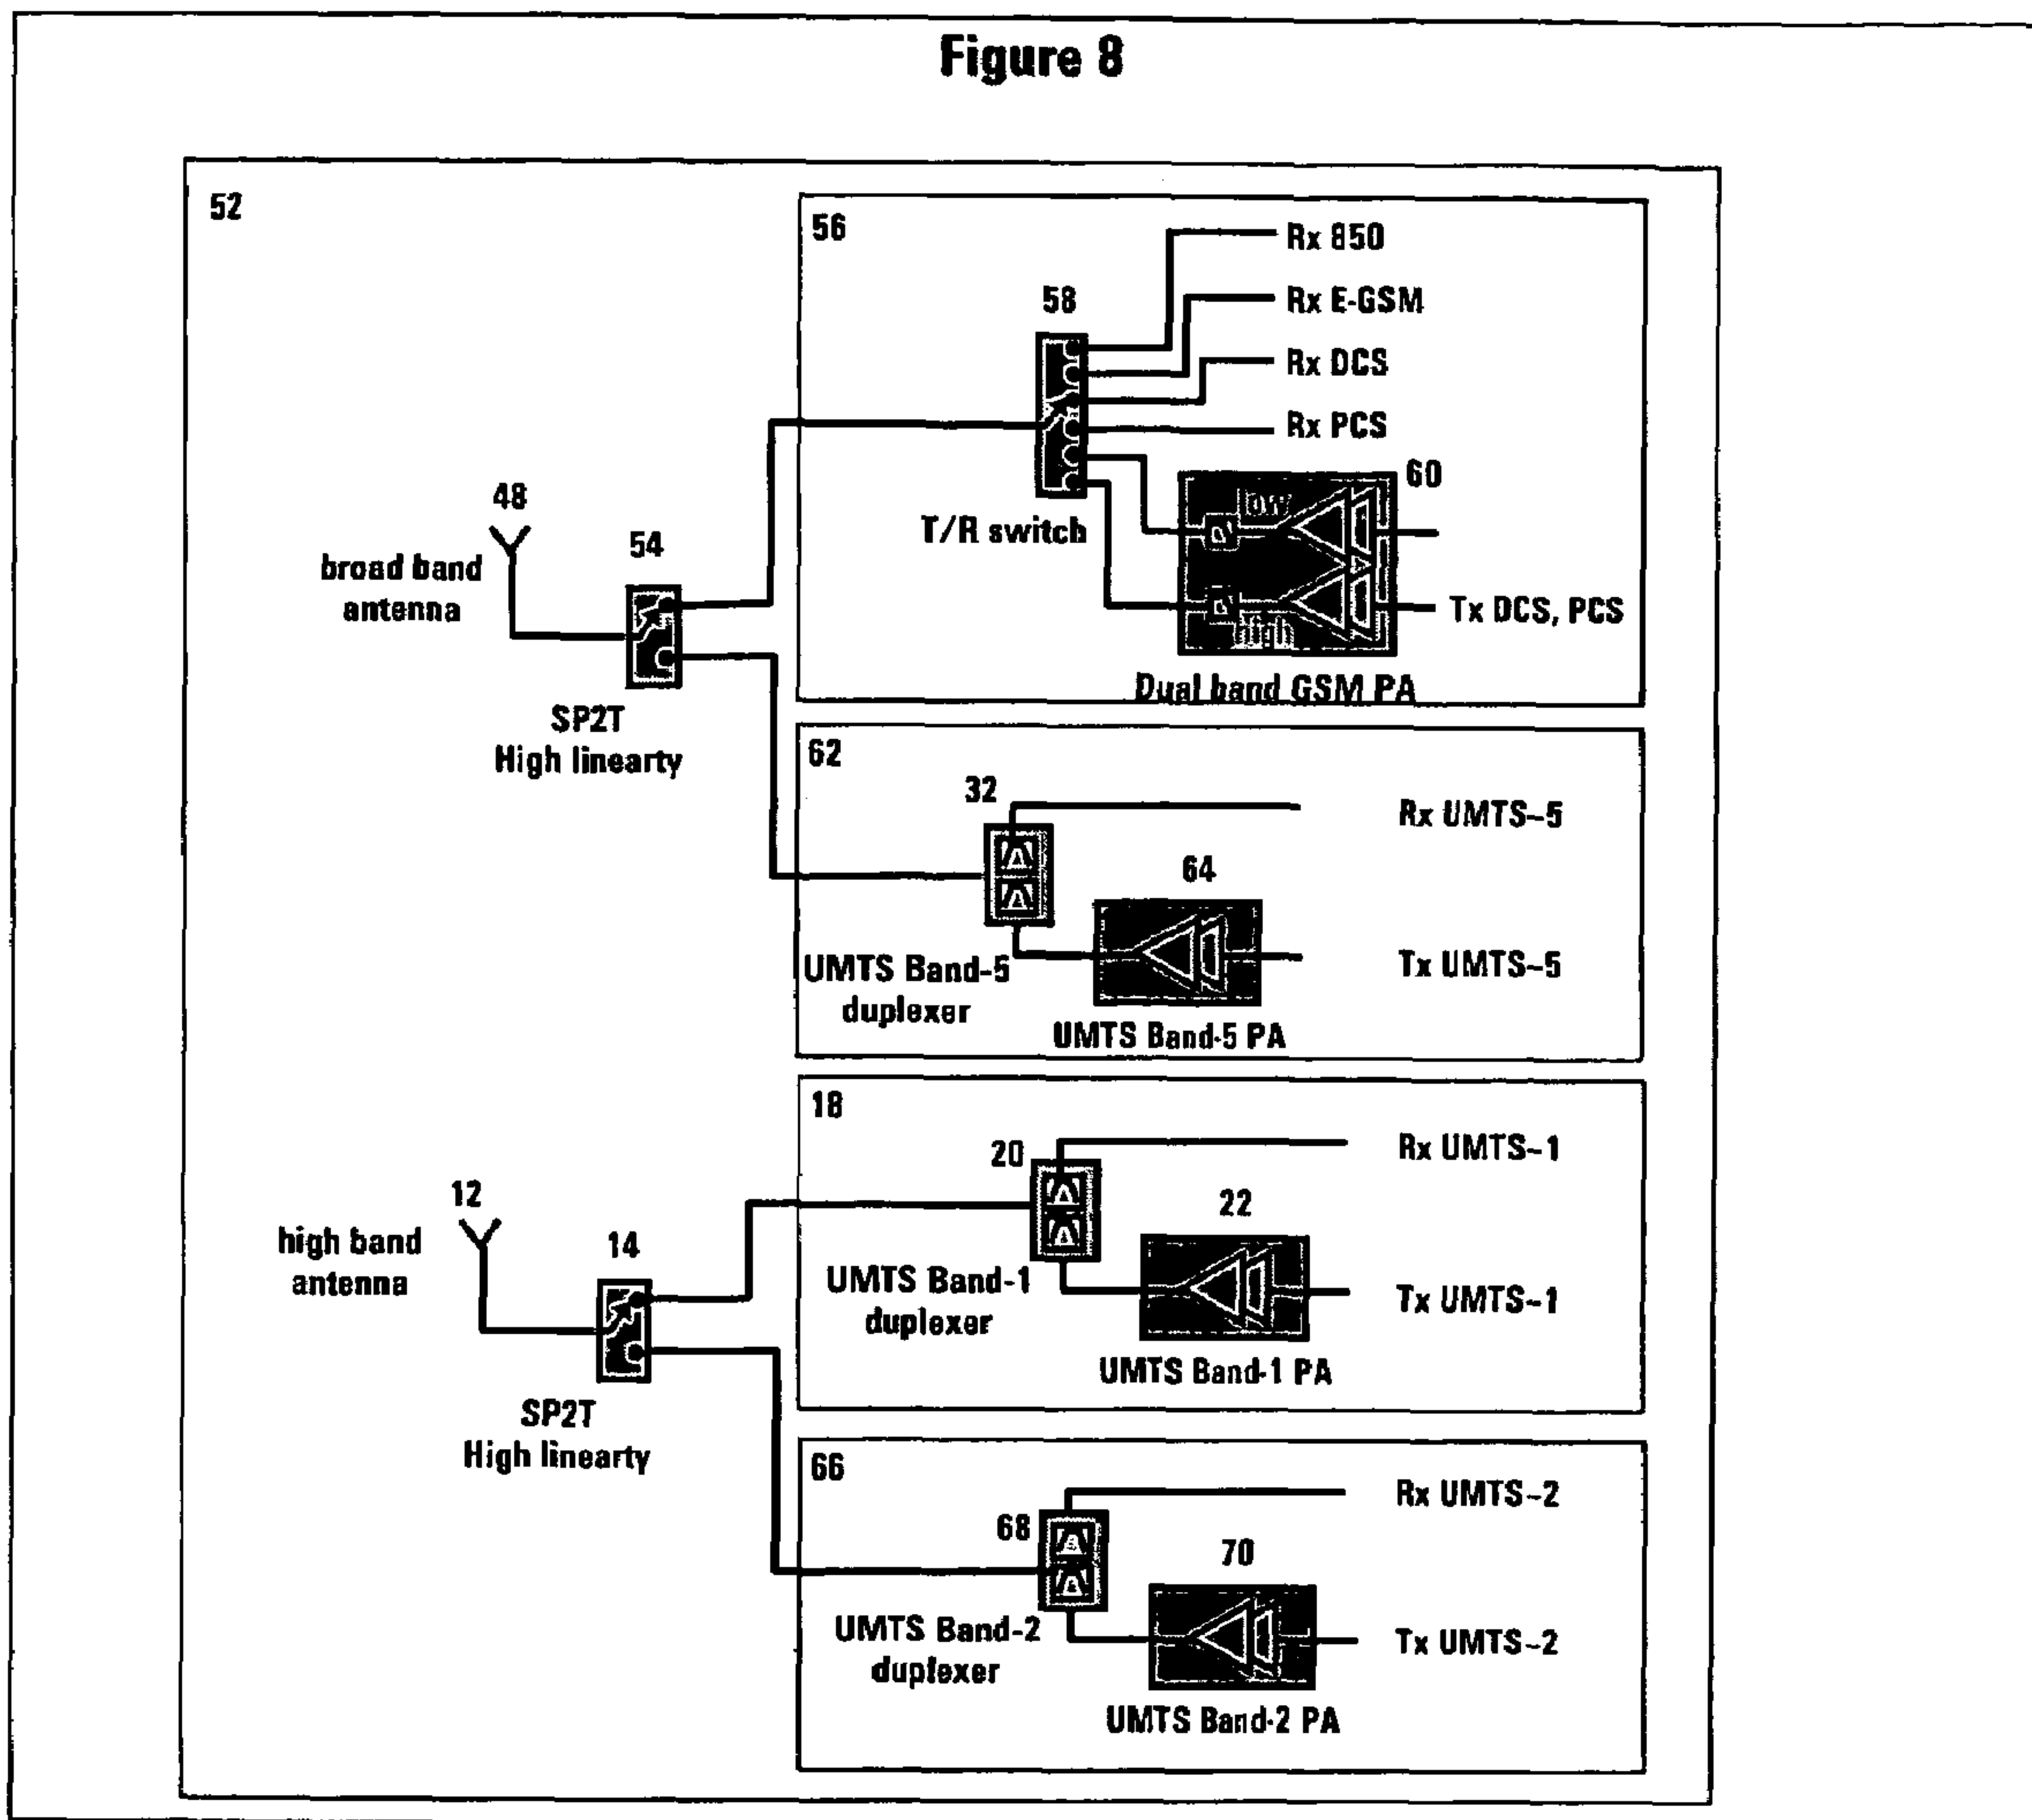 Figure 8
52
56
Rx 850
58
Rx E-GSM
Rx DCS
Rx PCS
60
low
T/R switch
high
Tx DCS, PCS
Dual band GSM PA
48
broad band
antenna
54
SP2T
High linearty
62
32
Rx UMTS-5
64
UMTS Band-5
duplexer
Tx UMTS-5
UMTS Band-5 PA
18
20
Rx UMTS-1
22
UMTS Band-1
duplexer
Tx UMTS-1
UMTS Band-1 PA
12
high band
antenna
14
SP2T
High linearty
66
68
Rx UMTS-2
70
UMTS Band-2
duplexer
Tx UMTS-2
UMTS Band-2 PA